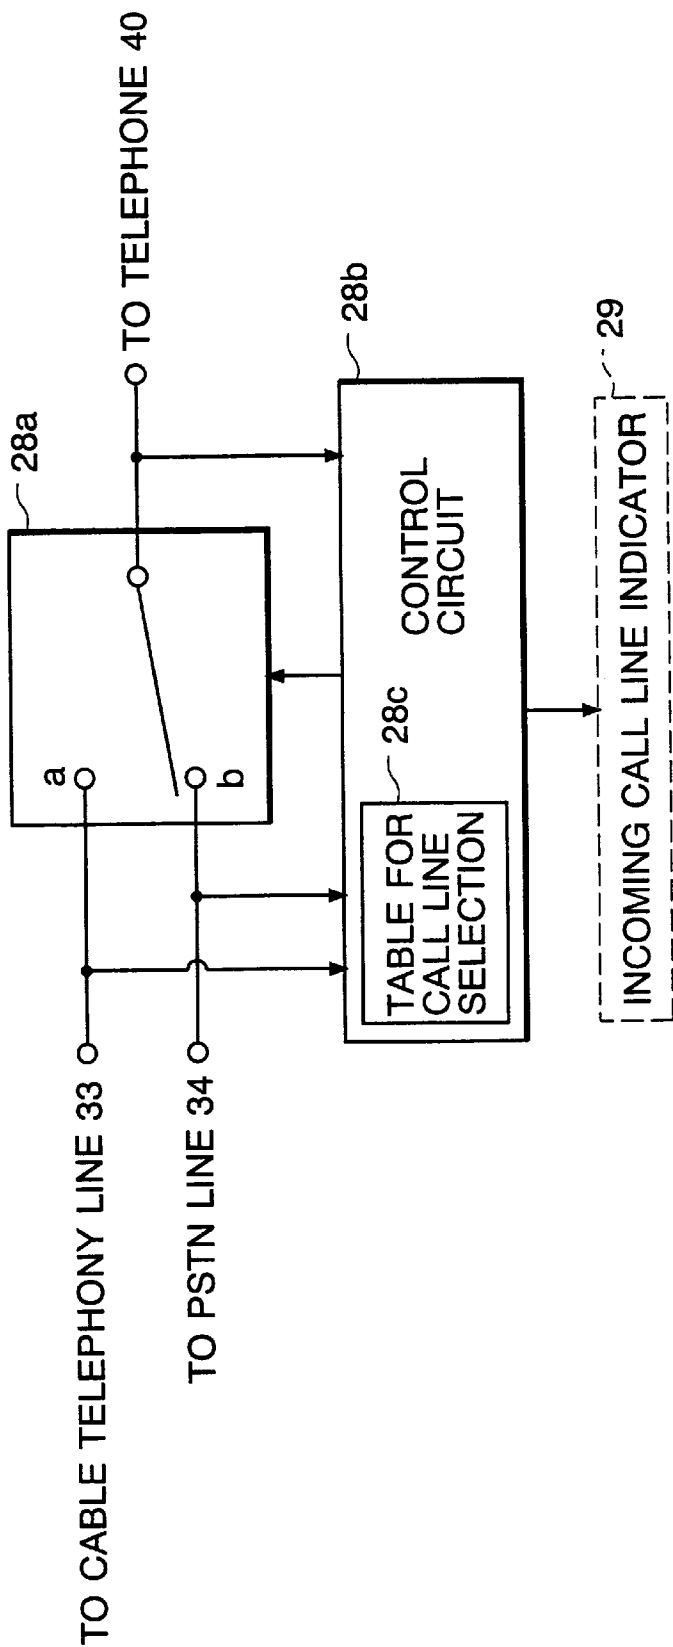 28a
a
b
TO CABLE TELEPHONY LINE 33
TO PSTN LINE 34
TO TELEPHONE 40
28b
28c
TABLE FOR
CALL LINE
SELECTION
CONTROL
CIRCUIT
29
INCOMING CALL LINE INDICATOR